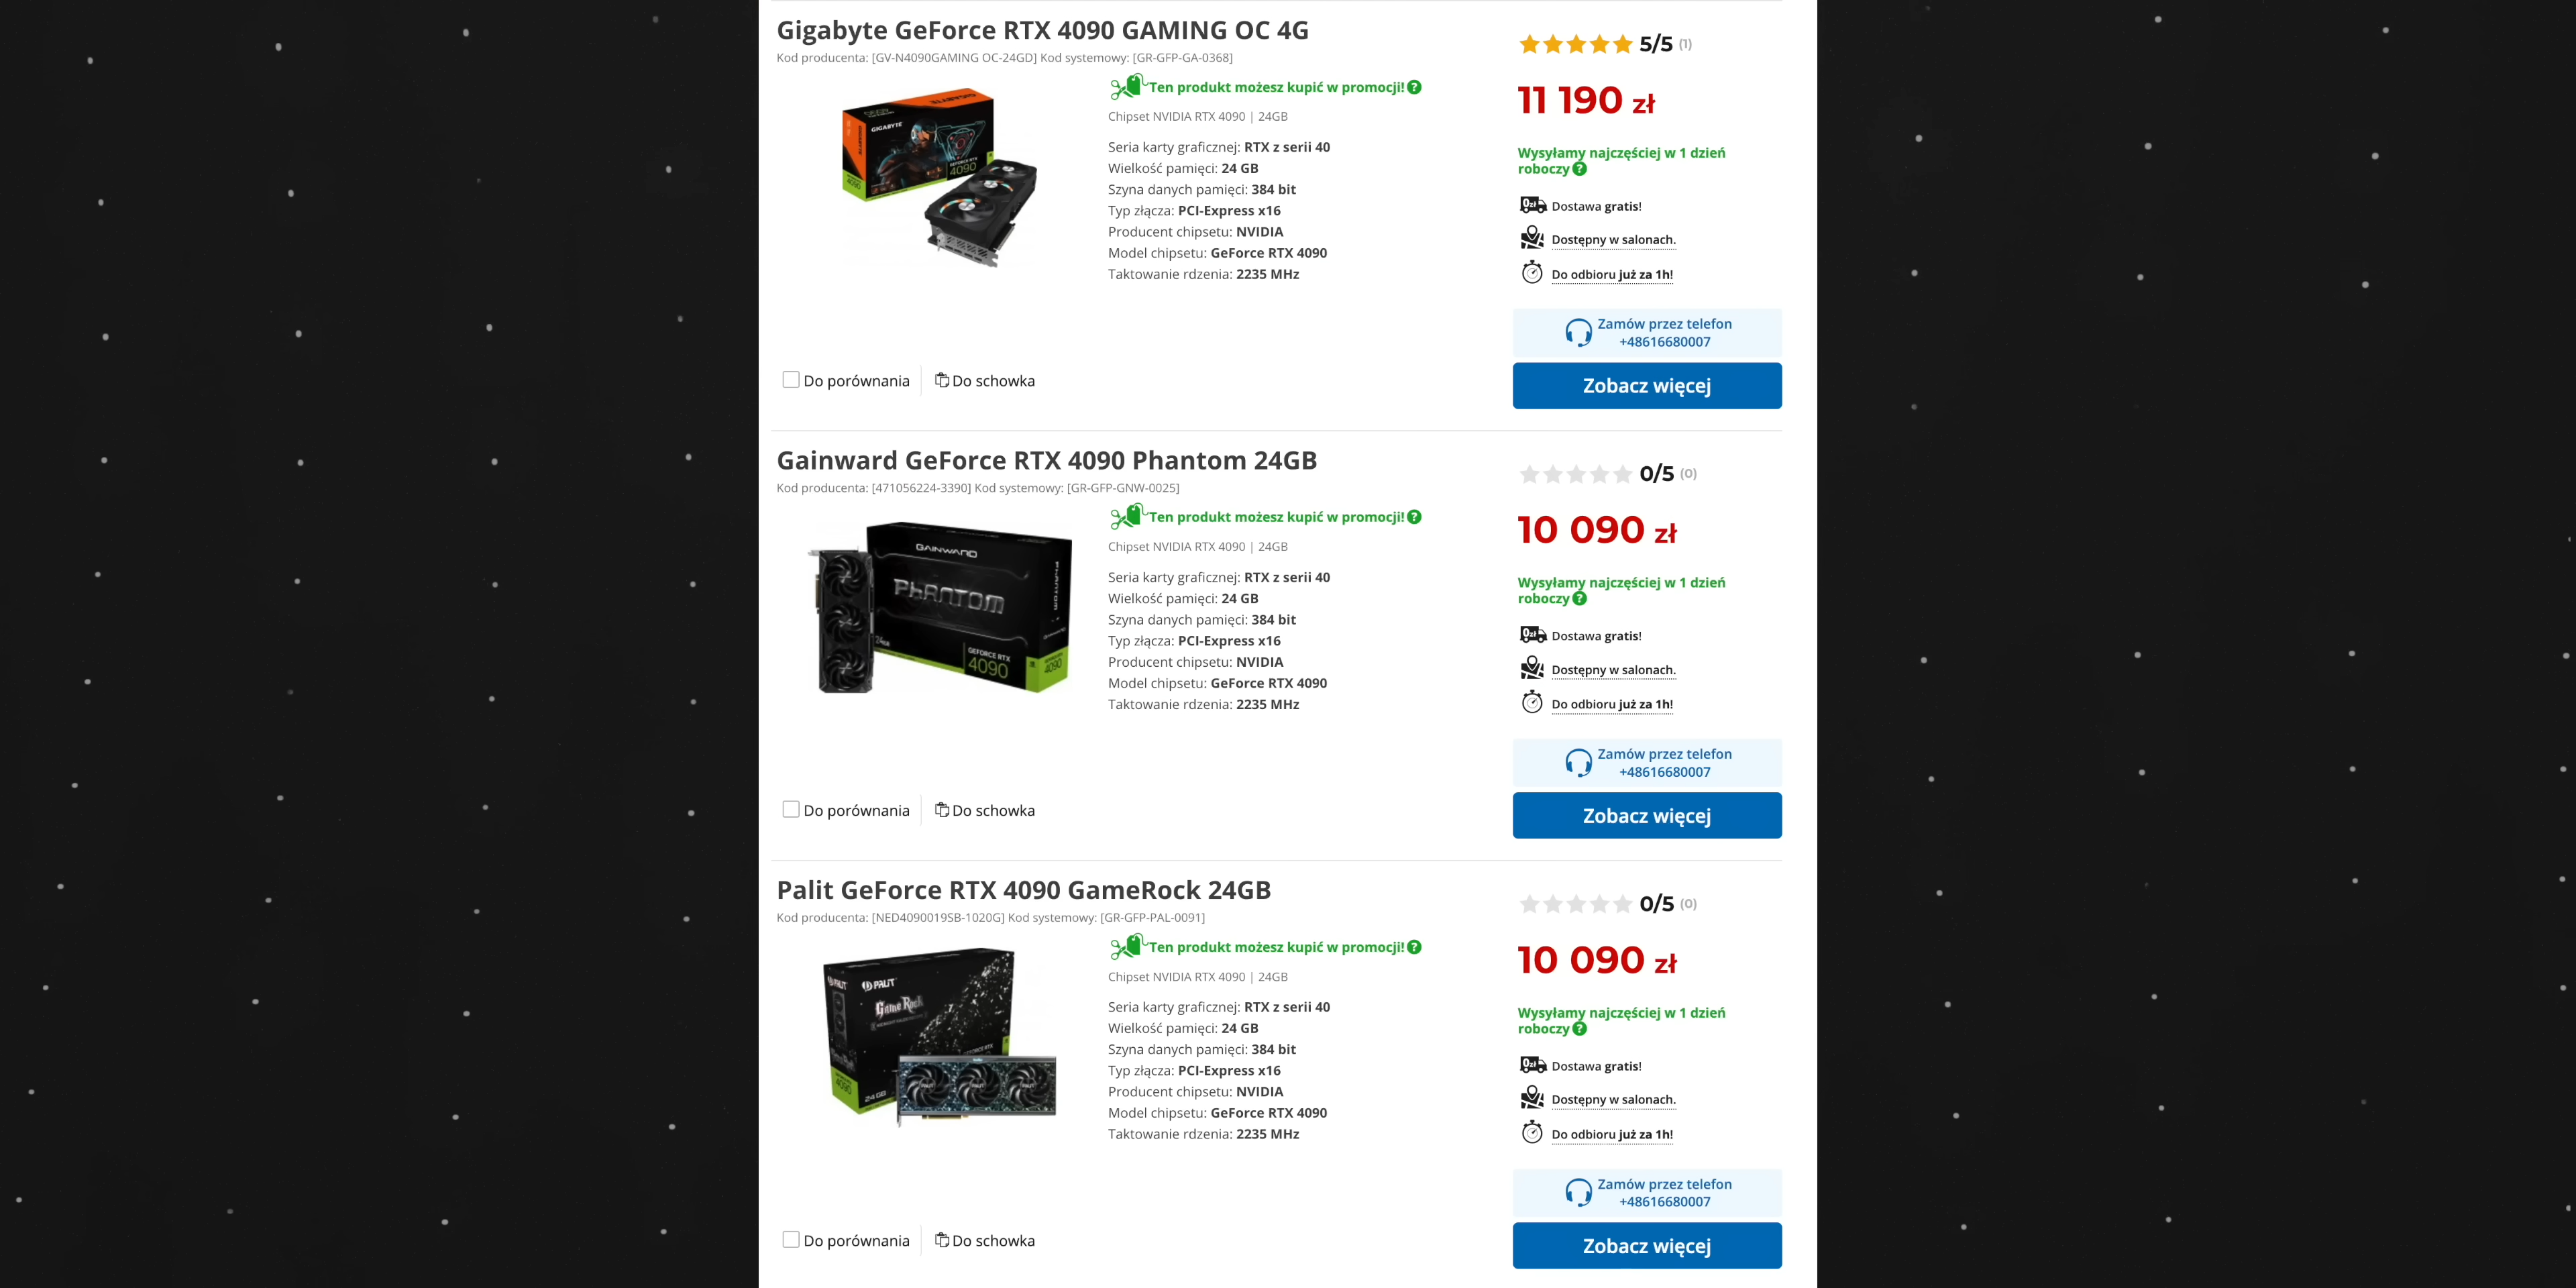 Gigabyte GeForce RTX 4090 GAMING OC 4G
Kod producenta: [GV-N4090GAMING OC-24GD] Kod systemowy: [GR-GFP-GA-0368]
5/5 (1)
GIGABYTE
GEFORCE RTX
4090
Ten produkt możesz kupić w promocji!
Chipset NVIDIA RTX 4090 | 24GB
Seria karty graficznej: RTX z serii 40
Wielkość pamięci: 24 GB
Szyna danych pamięci: 384 bit
Typ złącza: PCI-Express x16
Producent chipsetu: NVIDIA
Model chipsetu: GeForce RTX 4090
Taktowanie rdzenia: 2235 MHz
11 190 zł
Wysyłamy najczęściej w 1 dzień
roboczy
Dostawa gratis!
Dostępny w salonach.
Do odbioru już za 1h!
Zamów przez telefon
+48616680007
Do porównania
Do schowka
Zobacz więcej
Gainward GeForce RTX 4090 Phantom 24GB
Kod producenta: [471056224-3390] Kod systemowy: [GR-GFP-GNW-0025]
0/5 (0)
GAINWARD
PHANTOM
GEFORCE RTX
4090
4090
Ten produkt możesz kupić w promocji!
Chipset NVIDIA RTX 4090 | 24GB
Seria karty graficznej: RTX z serii 40
Wielkość pamięci: 24 GB
Szyna danych pamięci: 384 bit
Typ złącza: PCI-Express x16
Producent chipsetu: NVIDIA
Model chipsetu: GeForce RTX 4090
Taktowanie rdzenia: 2235 MHz
10 090 zł
Wysyłamy najczęściej w 1 dzień
roboczy
Dostawa gratis!
Dostępny w salonach.
Do odbioru już za 1h!
Zamów przez telefon
+48616680007
Do porównania
Do schowka
Zobacz więcej
Palit GeForce RTX 4090 GameRock 24GB
Kod producenta: [NED4090019SB-1020G] Kod systemowy: [GR-GFP-PAL-0091]
0/5 (0)
PALIT
GameRock
4090
24GB
Ten produkt możesz kupić w promocji!
Chipset NVIDIA RTX 4090 | 24GB
Seria karty graficznej: RTX z serii 40
Wielkość pamięci: 24 GB
Szyna danych pamięci: 384 bit
Typ złącza: PCI-Express x16
Producent chipsetu: NVIDIA
Model chipsetu: GeForce RTX 4090
Taktowanie rdzenia: 2235 MHz
10 090 zł
Wysyłamy najczęściej w 1 dzień
roboczy
Dostawa gratis!
Dostępny w salonach.
Do odbioru już za 1h!
Zamów przez telefon
+48616680007
Do porównania
Do schowka
Zobacz więcej